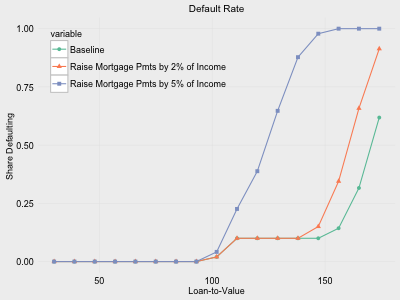 Default Rate
1.00
variable
Baseline
Raise Mortgage Pmts by 2% of Income
Raise Mortgage Pmts by 5% of Income
0.75
0.50
0.25
0.00
Share Defaulting
50
100
150
Loan-to-Value